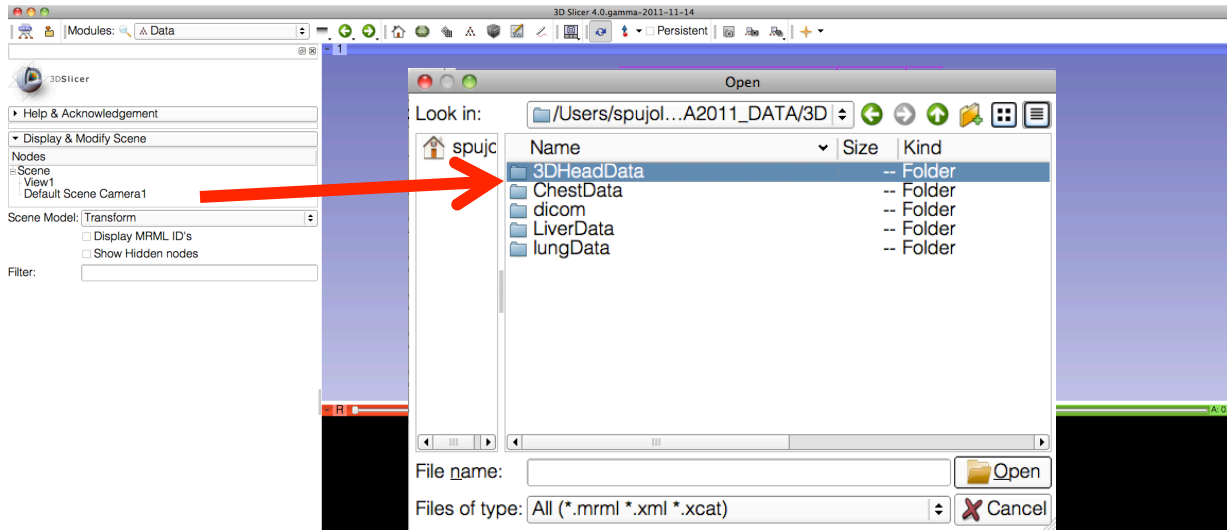 3D Slicer 4.0.gamma-2011-11-14
Modules: Data Persistent
1
3DSlicer
Help & Acknowledgement
Display & Modify Scene
Nodes
Scene
View1
Default Scene Camera1
Scene Model: Transform
Display MRML ID's
Show Hidden nodes
Filter:
Open
Look in: /Users/spujol...A2011_DATA/3D
spujc
Name Size Kind
3DHeadData -- Folder
ChestData -- Folder
dicom -- Folder
LiverData -- Folder
lungData -- Folder
File name: Open
Files of type: All (*.mrml *.xml *.xcat) Cancel
R